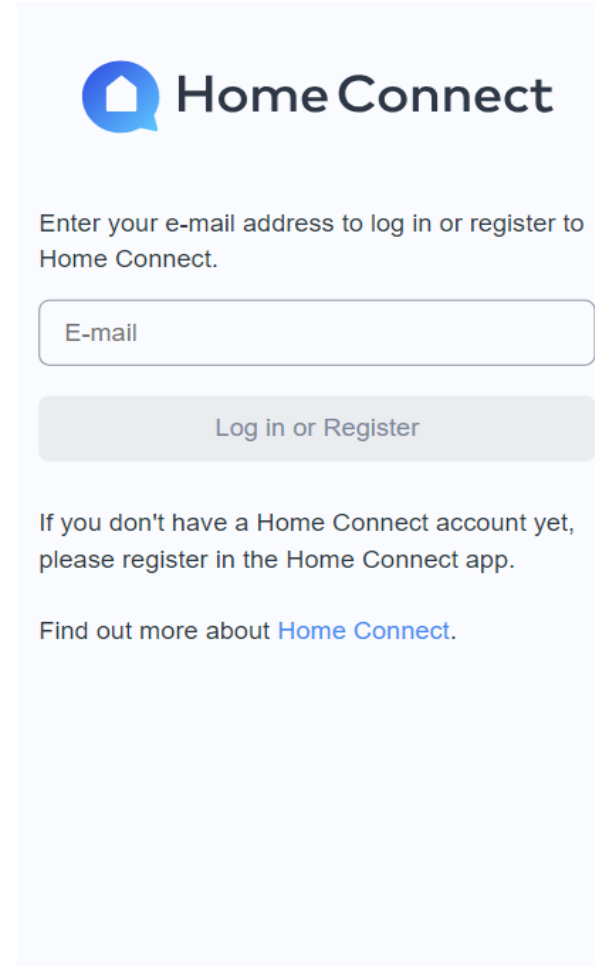 Home Connect
Enter your e-mail address to log in or register to
Home Connect.
E-mail
Log in or Register
If you don't have a Home Connect account yet,
please register in the Home Connect app.
Find out more about Home Connect.